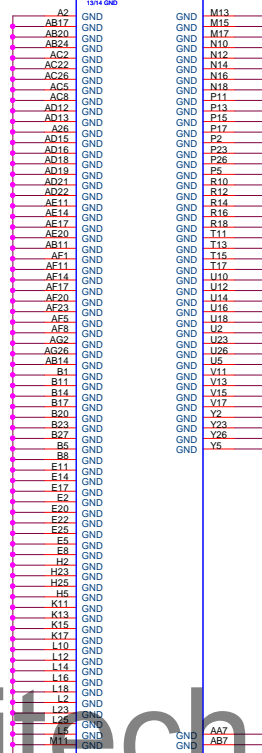 13/14 GND
A2 GND GND M13
AB17 GND GND M15
AB20 GND GND M17
AB24 GND GND N10
AC2 GND GND N12
AC22 GND GND N14
AC26 GND GND N16
AC5 GND GND N18
AC8 GND GND P11
AD12 GND GND P13
AD13 GND GND P15
A26 GND GND P17
AD15 GND GND P2
AD16 GND GND P23
AD18 GND GND P26
AD19 GND GND P5
AD21 GND GND R10
AD22 GND GND R12
AE11 GND GND R14
AE14 GND GND R16
AE17 GND GND R18
AE20 GND GND T11
AB11 GND GND T13
AF1 GND GND T15
AF11 GND GND T17
AF14 GND GND U10
AF17 GND GND U12
AF20 GND GND U14
AF23 GND GND U16
AF5 GND GND U18
AF8 GND GND U2
AG2 GND GND U23
AG26 GND GND U26
AB14 GND GND U5
B1 GND GND V11
B11 GND GND V13
B14 GND GND V15
B17 GND GND V17
B20 GND GND Y2
B23 GND GND Y23
B27 GND GND Y26
B5 GND GND Y5
B8 GND
E11 GND
E14 GND
E17 GND
E2 GND
E20 GND
E22 GND
E25 GND
E5 GND
E8 GND
H2 GND
H23 GND
H25 GND
H5 GND
K11 GND
K13 GND
K15 GND
K17 GND
L10 GND
L12 GND
L14 GND
L16 GND
L18 GND
L2 GND
L23 GND
L25 GND
L5 GND GND AA7
M11 GND GND AB7
itech